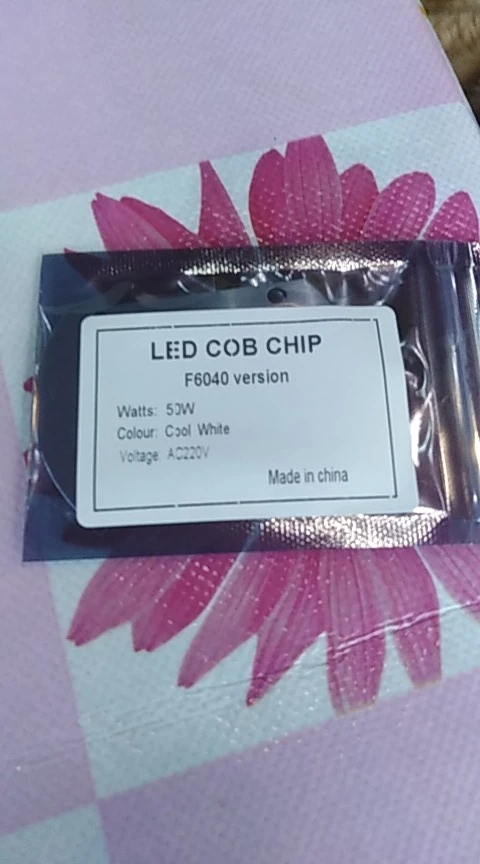 LED COB CHIP
F6040 version
Watts: 50W
Colour: Cool White
Voltage: AC220V
Made in china